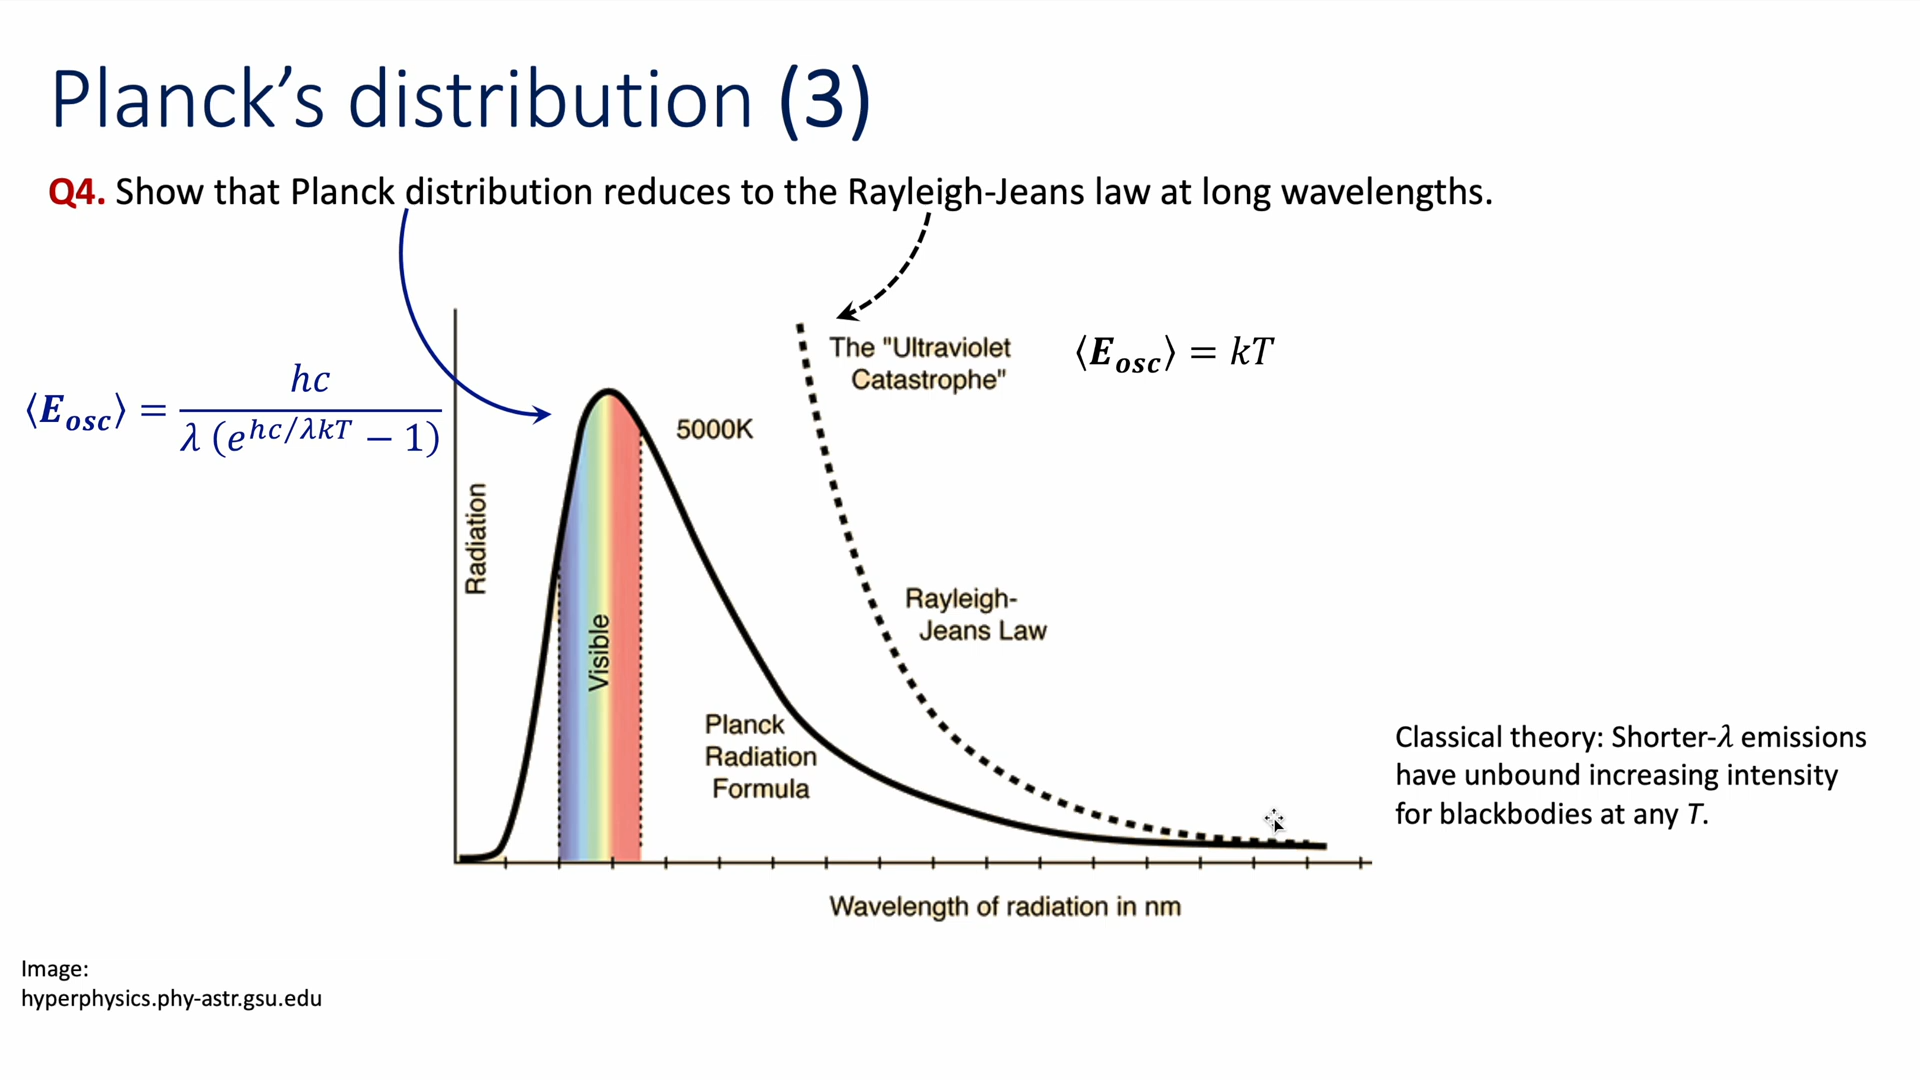 Planck's distribution (3)
Q4. Show that Planck distribution reduces to the Rayleigh-Jeans law at long wavelengths.
⟨E_osc⟩ = hc / λ (e^{hc/λkT} − 1)
The "Ultraviolet
Catastrophe"
⟨E_osc⟩ = kT
5000K
Radiation
Visible
Rayleigh-
Jeans Law
Planck
Radiation
Formula
Classical theory: Shorter-λ emissions
have unbound increasing intensity
for blackbodies at any T.
Wavelength of radiation in nm
Image:
hyperphysics.phy-astr.gsu.edu